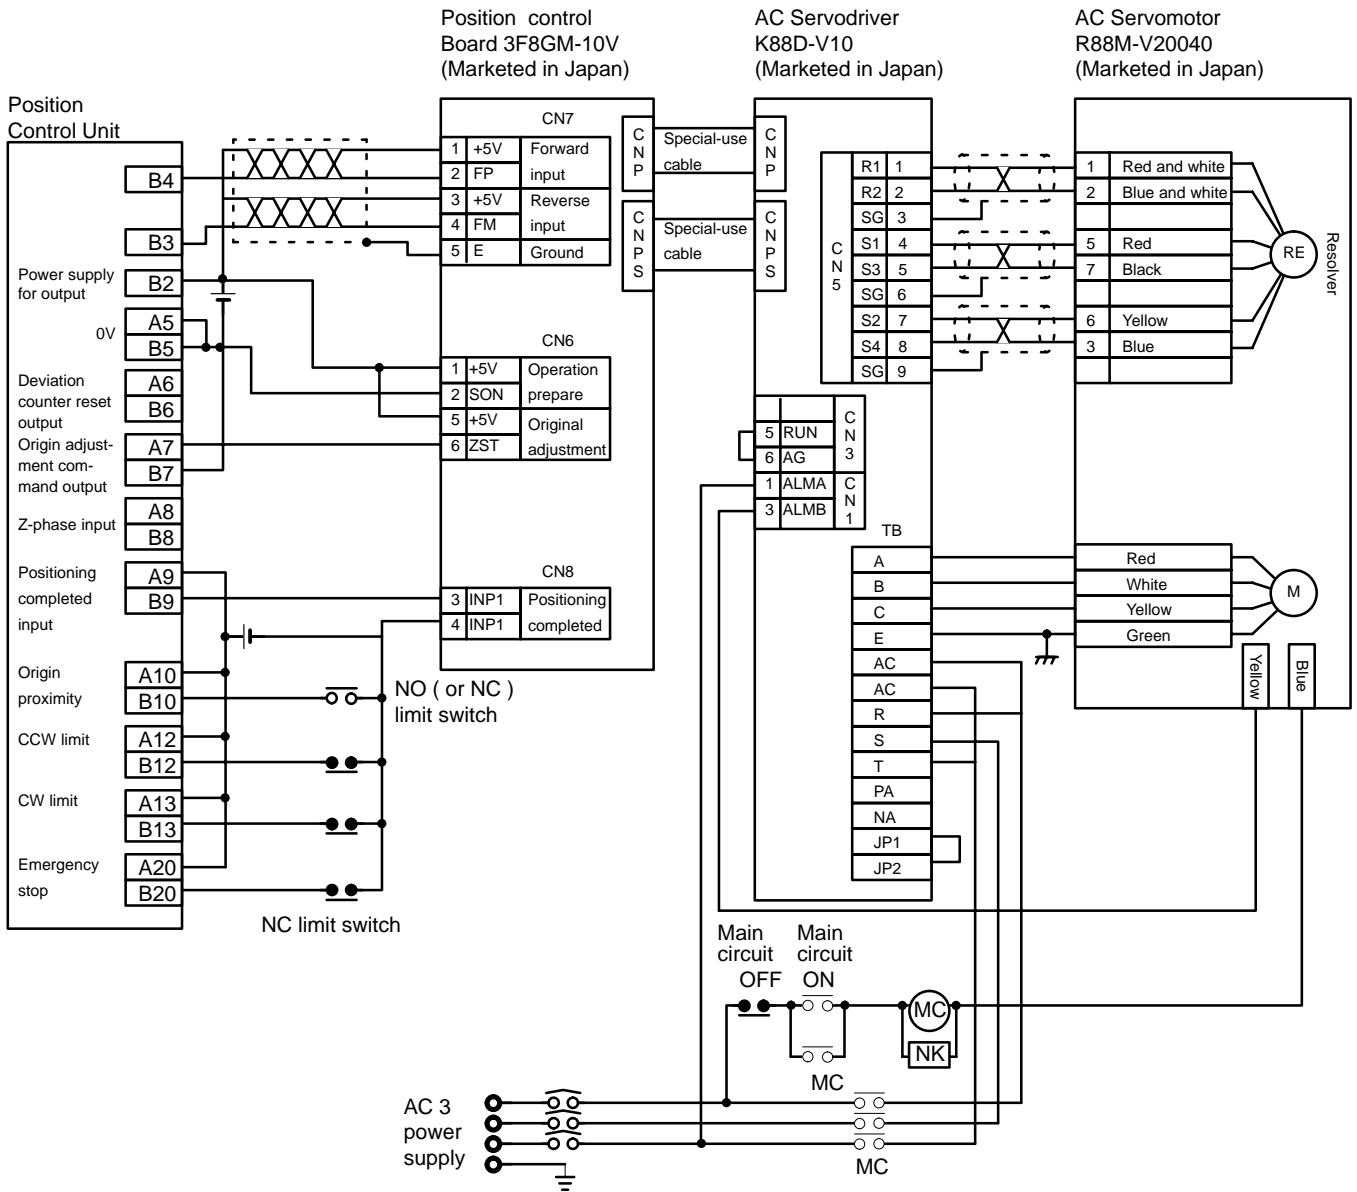 Position control
Board 3F8GM-10V
(Marketed in Japan)
AC Servodriver
K88D-V10
(Marketed in Japan)
AC Servomotor
R88M-V20040
(Marketed in Japan)
Position
Control Unit
B4
B3
Power supply
for output
B2
0V
A5
B5
Deviation
counter reset
output
A6
B6
Origin adjust-
ment com-
mand output
A7
B7
Z-phase input
A8
B8
Positioning
completed
input
A9
B9
Origin
proximity
A10
B10
CCW limit
A12
B12
CW limit
A13
B13
Emergency
stop
A20
B20
NO ( or NC )
limit switch
NC limit switch
CN7
1 +5V Forward
2 FP input
3 +5V Reverse
4 FM input
5 E Ground
CN6
1 +5V Operation
2 SON prepare
5 +5V Original
6 ZST adjustment
CN8
3 INP1 Positioning
4 INP1 completed
CNP
Special-use
cable
CNP
CNPS
Special-use
cable
CNPS
CN5
R1 1
R2 2
SG 3
S1 4
S3 5
SG 6
S2 7
S4 8
SG 9
CN3
5 RUN
6 AG
CN1
1 ALMA
3 ALMB
TB
A
B
C
E
AC
AC
R
S
T
PA
NA
JP1
JP2
1 Red and white
2 Blue and white
5 Red
7 Black
6 Yellow
3 Blue
RE
Resolver
Red
White
Yellow
Green
M
Yellow
Blue
Main
circuit
OFF
Main
circuit
ON
MC
NK
MC
AC 3
power
supply
MC